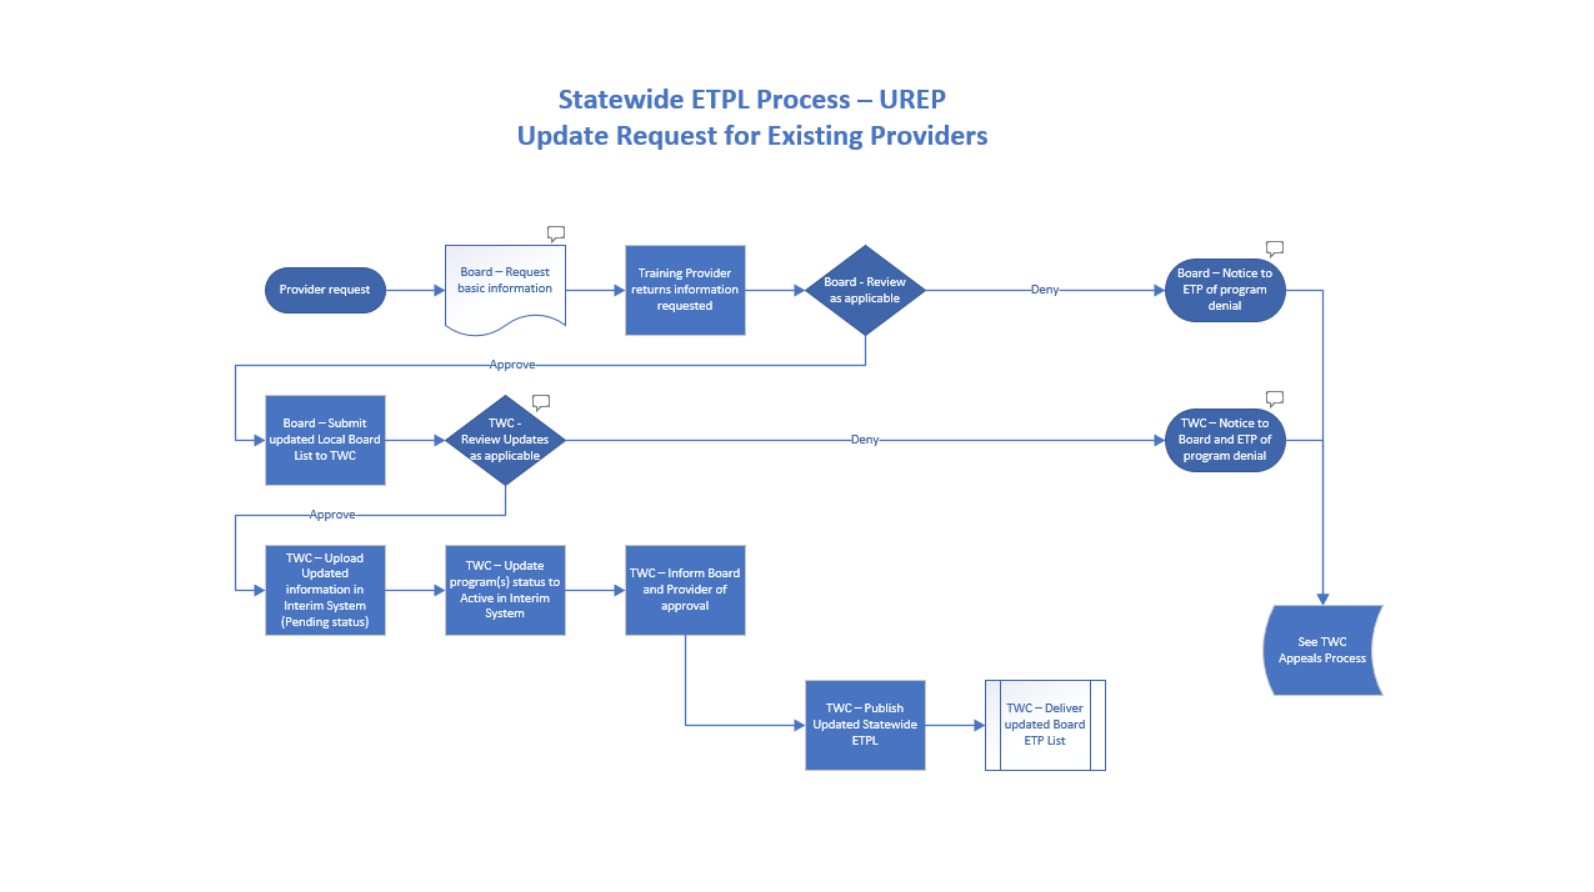 Statewide ETPL Process – UREP
Update Request for Existing Providers
Provider request
Board – Request
basic information
Training Provider
returns information
requested
Board - Review
as applicable
Deny
Board – Notice to
ETP of program
denial
Approve
Board – Submit
updated Local Board
List to TWC
TWC -
Review Updates
as applicable
Deny
TWC – Notice to
Board and ETP of
program denial
Approve
TWC – Upload
Updated
information in
Interim System
(Pending status)
TWC – Update
program(s) status to
Active in Interim
System
TWC – Inform Board
and Provider of
approval
See TWC
Appeals Process
TWC – Publish
Updated Statewide
ETPL
TWC – Deliver
updated Board
ETP List